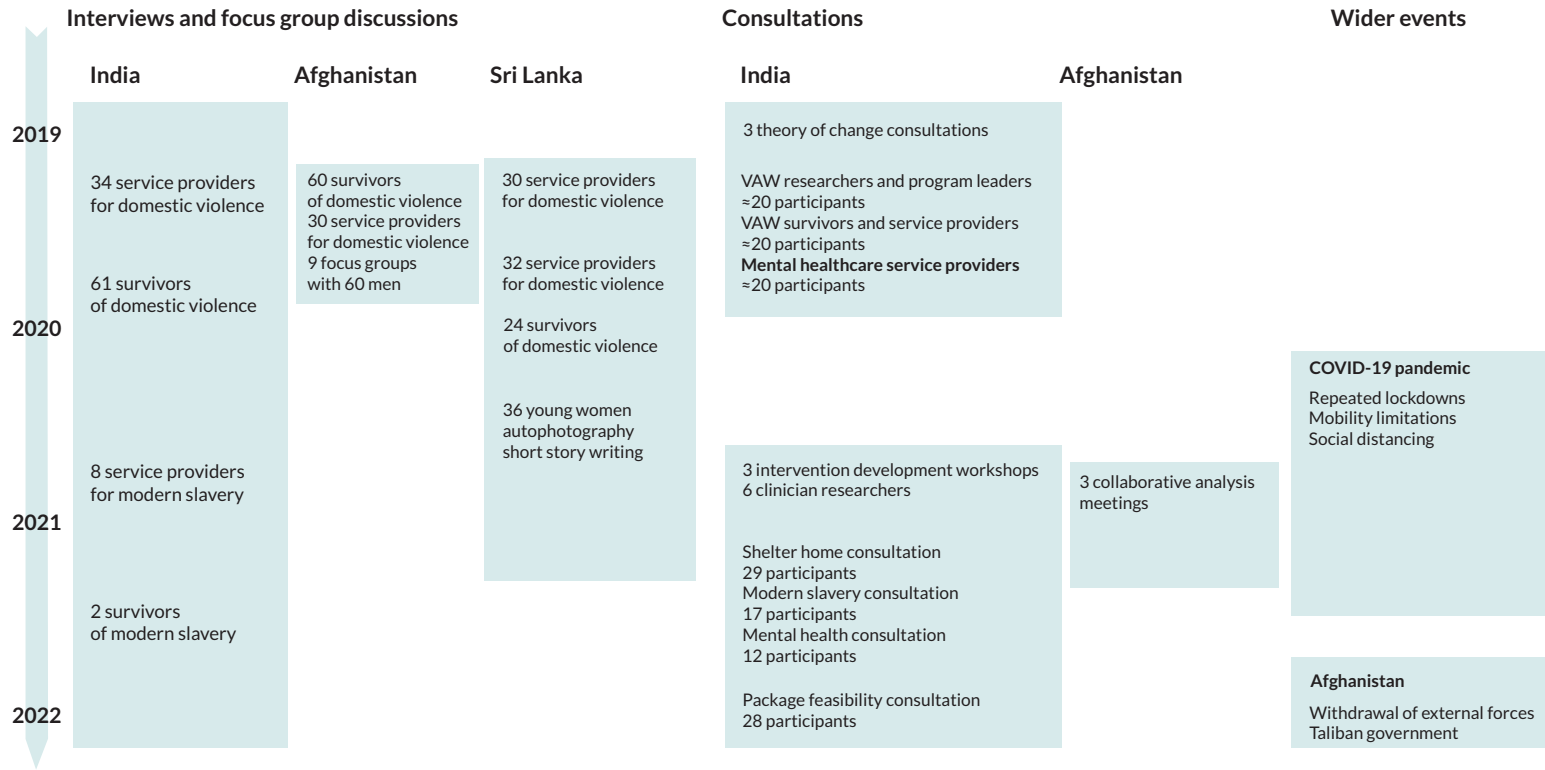 Interviews and focus group discussions
Consultations
Wider events
India
Afghanistan
Sri Lanka
India
Afghanistan
2019
2020
2021
2022
34 service providers
for domestic violence
61 survivors
of domestic violence
8 service providers
for modern slavery
2 survivors
of modern slavery
60 survivors
of domestic violence
30 service providers
for domestic violence
9 focus groups
with 60 men
30 service providers
for domestic violence
32 service providers
for domestic violence
24 survivors
of domestic violence
36 young women
autophotography
short story writing
3 theory of change consultations
VAW researchers and program leaders
≈20 participants
VAW survivors and service providers
≈20 participants
Mental healthcare service providers
≈20 participants
3 intervention development workshops
6 clinician researchers
Shelter home consultation
29 participants
Modern slavery consultation
17 participants
Mental health consultation
12 participants
Package feasibility consultation
28 participants
3 collaborative analysis
meetings
COVID-19 pandemic
Repeated lockdowns
Mobility limitations
Social distancing
Afghanistan
Withdrawal of external forces
Taliban government